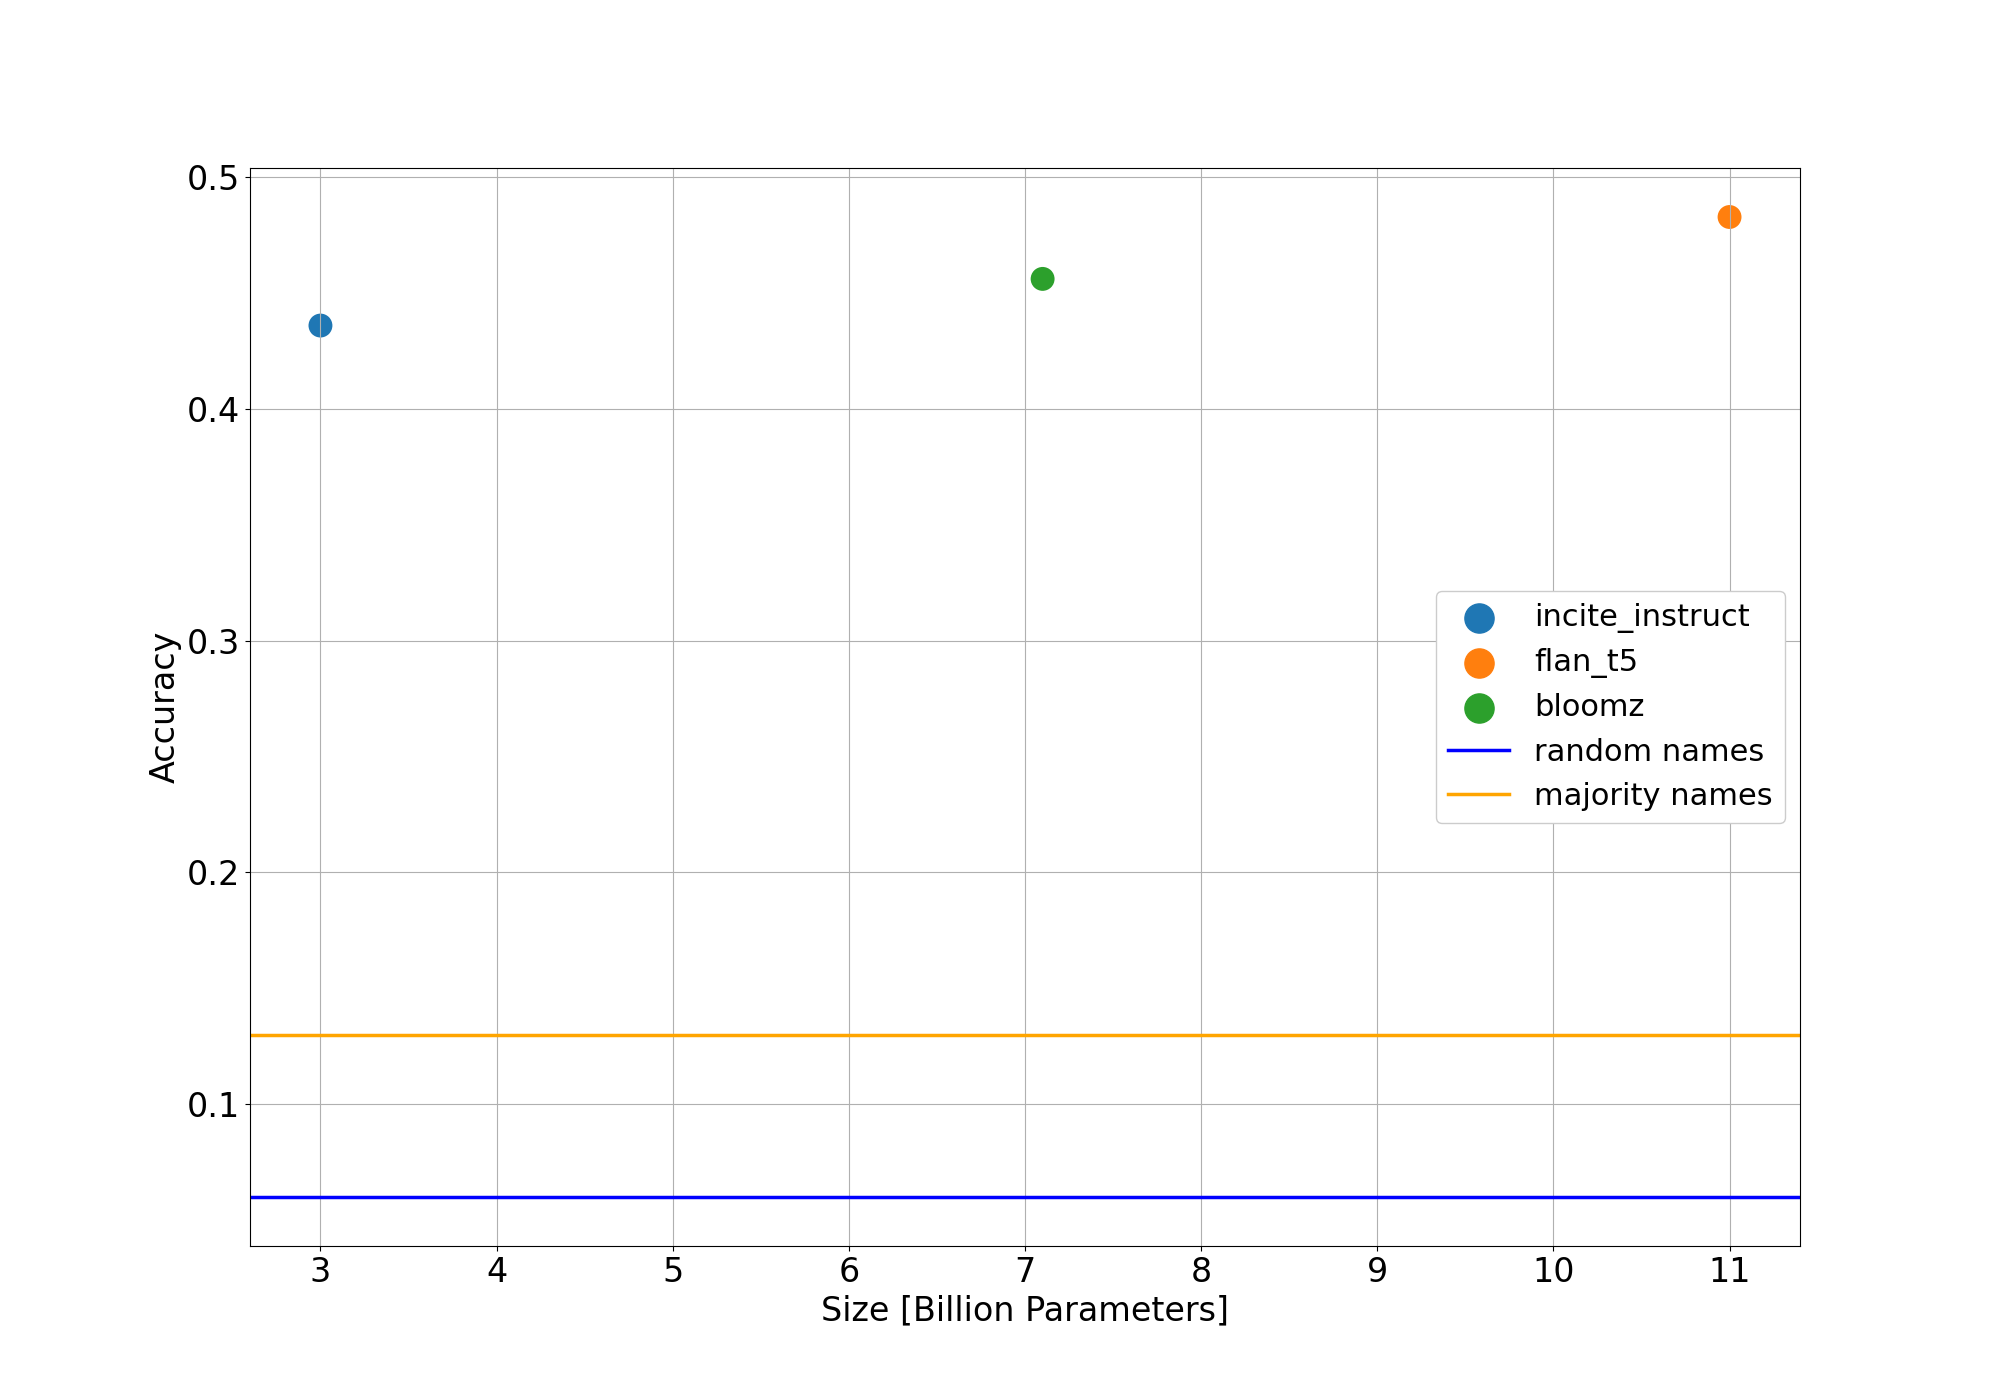 0.5
0.4
0.3
0.2
0.1
Accuracy
incite_instruct
flan_t5
bloomz
random names
majority names
3 4 5 6 7 8 9 10 11
Size [Billion Parameters]